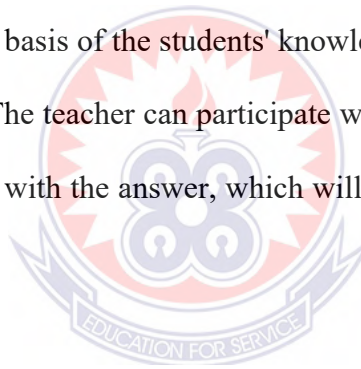 basis of the students' knowle
The teacher can participate w
with the answer, which will
EDUCATION FOR SERVICE